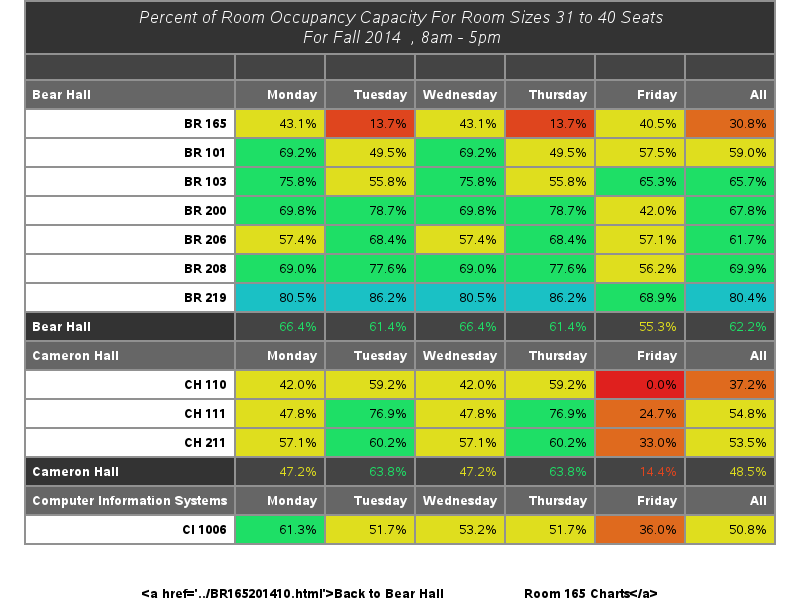 Percent of Room Occupancy Capacity For Room Sizes 31 to 40 Seats
For Fall 2014 , 8am - 5pm
Bear Hall Monday Tuesday Wednesday Thursday Friday All
BR 165 43.1% 13.7% 43.1% 13.7% 40.5% 30.8%
BR 101 69.2% 49.5% 69.2% 49.5% 57.5% 59.0%
BR 103 75.8% 55.8% 75.8% 55.8% 65.3% 65.7%
BR 200 69.8% 78.7% 69.8% 78.7% 42.0% 67.8%
BR 206 57.4% 68.4% 57.4% 68.4% 57.1% 61.7%
BR 208 69.0% 77.6% 69.0% 77.6% 56.2% 69.9%
BR 219 80.5% 86.2% 80.5% 86.2% 68.9% 80.4%
Bear Hall 66.4% 61.4% 66.4% 61.4% 55.3% 62.2%
Cameron Hall Monday Tuesday Wednesday Thursday Friday All
CH 110 42.0% 59.2% 42.0% 59.2% 0.0% 37.2%
CH 111 47.8% 76.9% 47.8% 76.9% 24.7% 54.8%
CH 211 57.1% 60.2% 57.1% 60.2% 33.0% 53.5%
Cameron Hall 47.2% 63.8% 47.2% 63.8% 14.4% 48.5%
Computer Information Systems Monday Tuesday Wednesday Thursday Friday All
CI 1006 61.3% 51.7% 53.2% 51.7% 36.0% 50.8%
<a href='../BR165201410.html'>Back to Bear Hall Room 165 Charts</a>